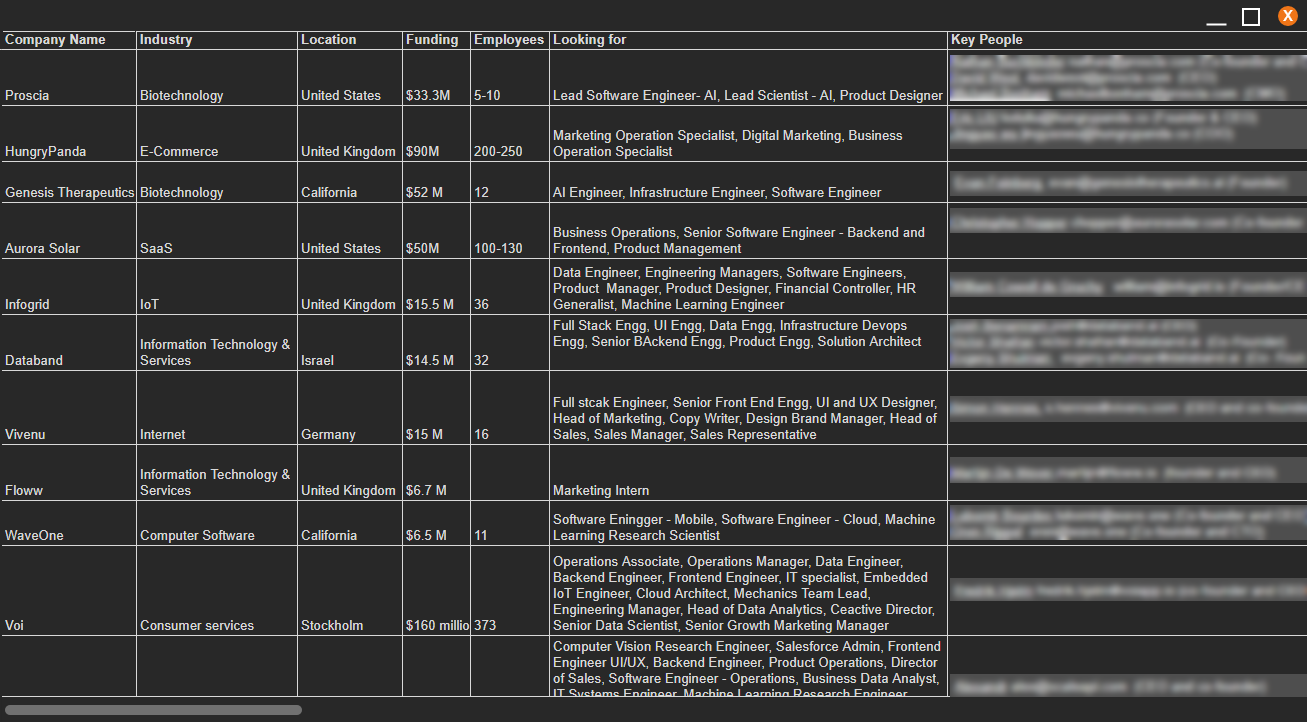 X
Company Name Industry Location Funding Employees Looking for Key People
Proscia Biotechnology United States $33.3M 5-10 Lead Software Engineer- AI, Lead Scientist - AI, Product Designer
Marketing Operation Specialist, Digital Marketing, Business
HungryPanda E-Commerce United Kingdom $90M 200-250 Operation Specialist
Genesis Therapeutics Biotechnology California $52 M 12 AI Engineer, Infrastructure Engineer, Software Engineer
Business Operations, Senior Software Engineer - Backend and
Aurora Solar SaaS United States $50M 100-130 Frontend, Product Management
Data Engineer, Engineering Managers, Software Engineers,
Product  Manager, Product Designer, Financial Controller, HR
Infogrid IoT United Kingdom $15.5 M 36 Generalist, Machine Learning Engineer
Full Stack Engg, UI Engg, Data Engg, Infrastructure Devops
Information Technology & Engg, Senior BAckend Engg, Product Engg, Solution Architect
Databand Services Israel $14.5 M 32
Full stcak Engineer, Senior Front End Engg, UI and UX Designer,
Head of Marketing, Copy Writer, Design Brand Manager, Head of
Vivenu Internet Germany $15 M 16 Sales, Sales Manager, Sales Representative
Information Technology &
Floww Services United Kingdom $6.7 M Marketing Intern
Software Eningger - Mobile, Software Engineer - Cloud, Machine
WaveOne Computer Software California $6.5 M 11 Learning Research Scientist
Operations Associate, Operations Manager, Data Engineer,
Backend Engineer, Frontend Engineer, IT specialist, Embedded
IoT Engineer, Cloud Architect, Mechanics Team Lead,
Engineering Manager, Head of Data Analytics, Ceactive Director,
Voi Consumer services Stockholm $160 millio 373 Senior Data Scientist, Senior Growth Marketing Manager
Computer Vision Research Engineer, Salesforce Admin, Frontend
Engineer UI/UX, Backend Engineer, Product Operations, Director
of Sales, Software Engineer - Operations, Business Data Analyst,
IT Systems Engineer, Machine Learning Research Engineer